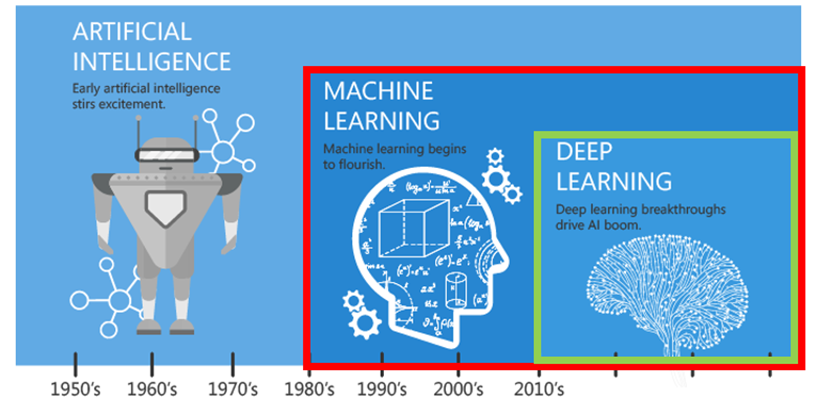 ARTIFICIAL
INTELLIGENCE
Early artificial intelligence
stirs excitement.
MACHINE
LEARNING
Machine learning begins
to flourish.
DEEP
LEARNING
Deep learning breakthroughs
drive AI boom.
1950's 1960's 1970's 1980's 1990's 2000's 2010's